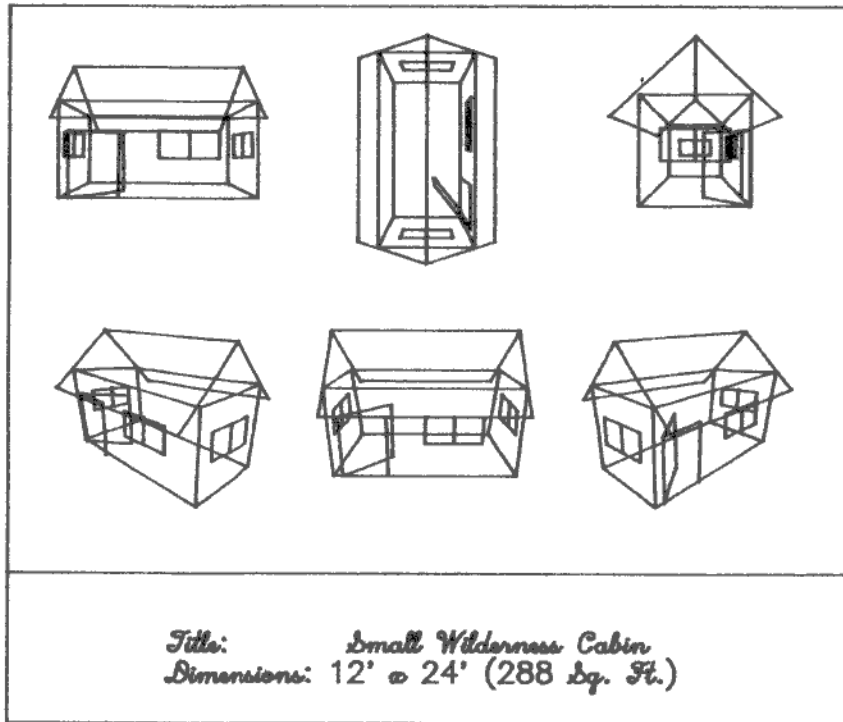 Title: Small Wilderness Cabin
Dimensions: 12' x 24' (288 Sq. Ft.)